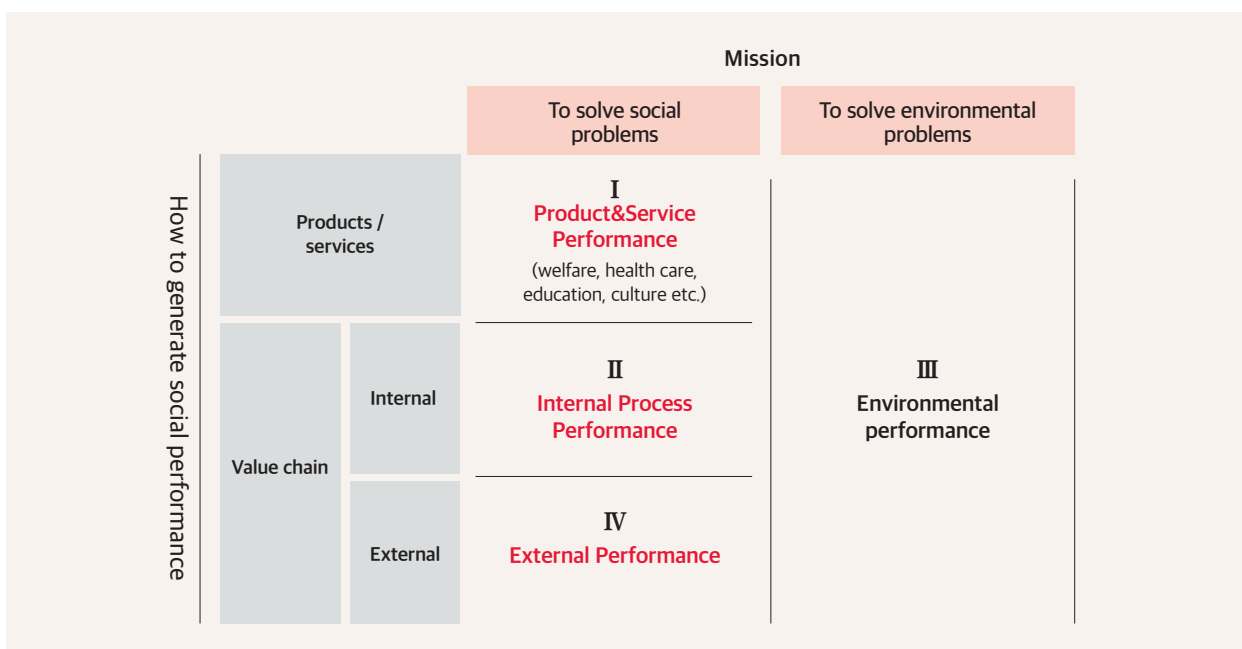 Mission
To solve social
problems
To solve environmental
problems
How to generate social performance
Products /
services
I
Product&Service
Performance
(welfare, health care,
education, culture etc.)
Value chain
Internal
II
Internal Process
Performance
III
Environmental
performance
External
IV
External Performance